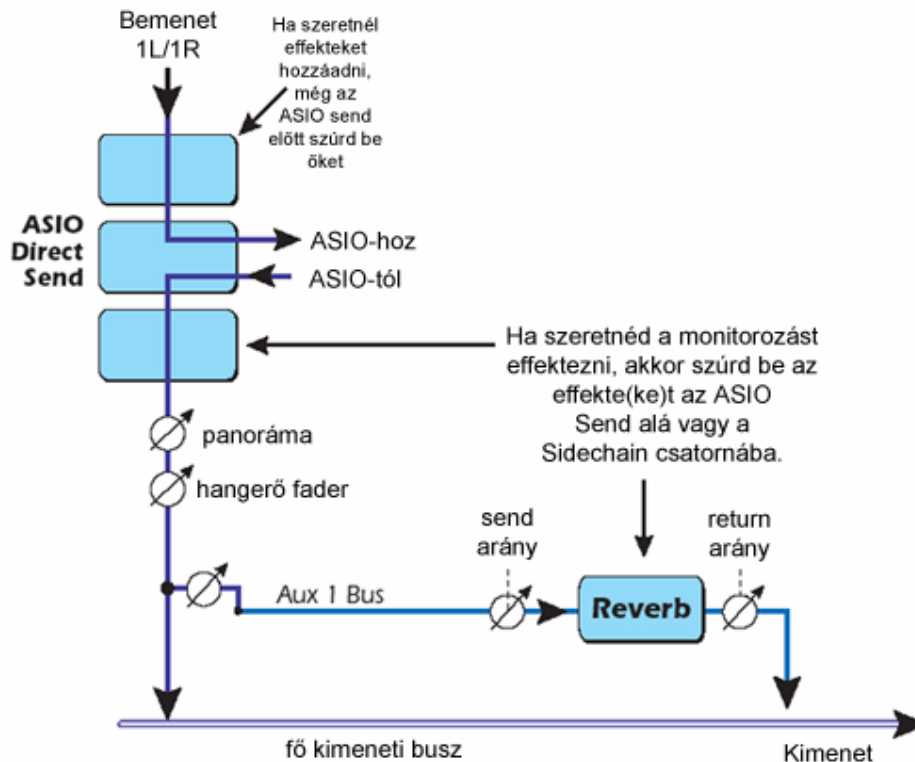 Bemenet
1L/1R
Ha szeretnél
effekteket
hozzáadni,
még az
ASIO send
előtt szúrd be
őket
ASIO
Direct
Send
ASIO-hoz
ASIO-tól
Ha szeretnéd a monitorozást
effektezni, akkor szúrd be az
effekte(ke)t az ASIO
Send alá vagy a
Sidechain csatornába.
panoráma
hangerő fader
send
arány
return
arány
Aux 1 Bus
Reverb
fő kimeneti busz
Kimenet